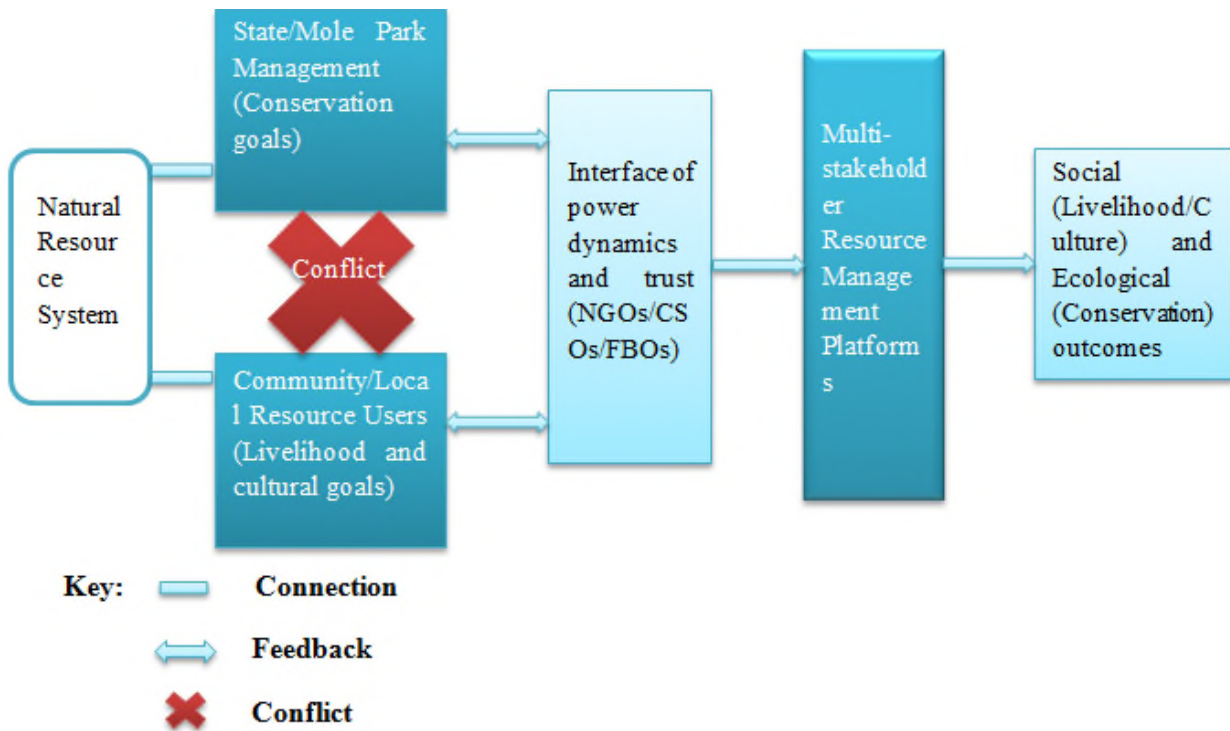 State/Mole Park
Management
(Conservation
goals)
Natural
Resour
ce
System
Conflict
Community/Loca
l Resource Users
(Livelihood and
cultural goals)
Interface of
power
dynamics
and trust
(NGOs/CS
Os/FBOs)
Multi-
stakehold
er
Resource
Manage
ment
Platform
s
Social
(Livelihood/C
ulture) and
Ecological
(Conservation)
outcomes
Key: Connection
Feedback
Conflict